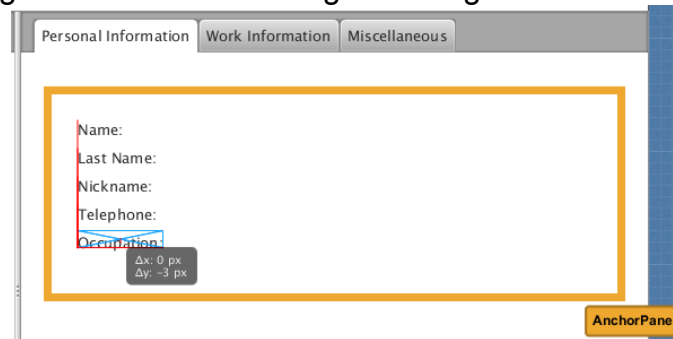 Personal Information Work Information Miscellaneous
Name:
Last Name:
Nickname:
Telephone:
Occupation:
Δx: 0 px
Δy: -3 px
AnchorPane